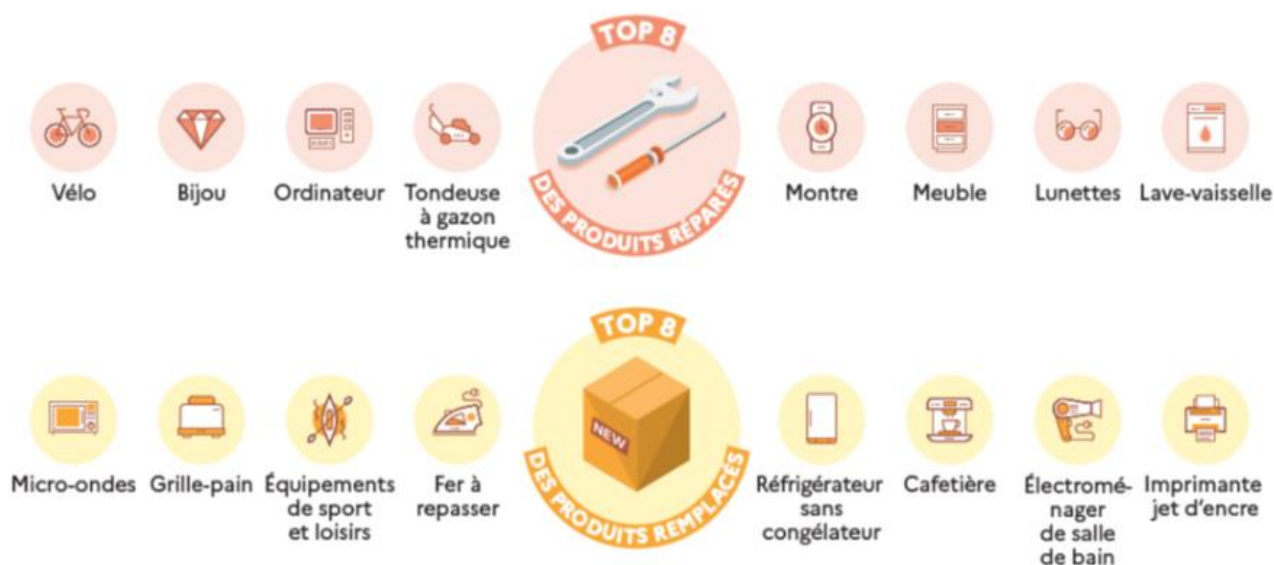 TOP 8
DES PRODUITS RÉPARÉS
Vélo
Bijou
Ordinateur
Tondeuse
à gazon
thermique
Montre
Meuble
Lunettes
Lave-vaisselle
TOP 8
DES PRODUITS REMPLACÉS
NEW
Micro-ondes
Grille-pain
Équipements
de sport
et loisirs
Fer à
repasser
Réfrigérateur
sans
congélateur
Cafetière
Électromé-
nager
de salle
de bain
Imprimante
jet d'encre